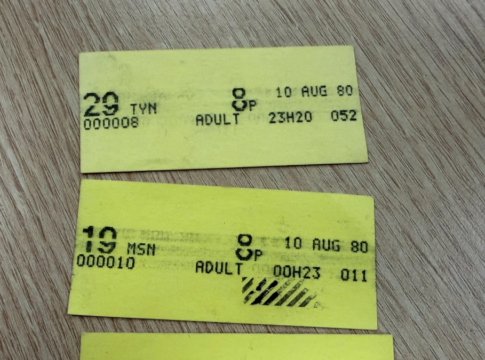 29 TYN 8P 10 AUG 80
000008 ADULT 23H20 052
19 MSN 8P 10 AUG 80
000010 ADULT 00H23 011